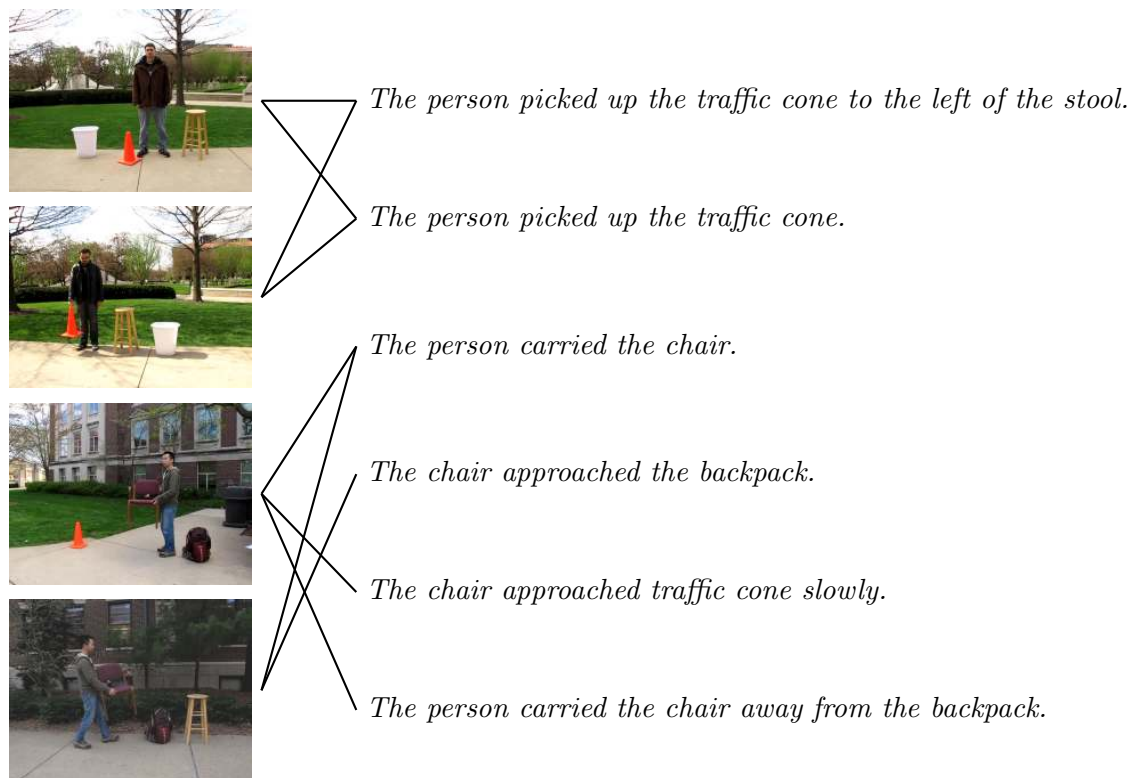 The person picked up the traffic cone to the left of the stool.
The person picked up the traffic cone.
The person carried the chair.
The chair approached the backpack.
The chair approached traffic cone slowly.
The person carried the chair away from the backpack.